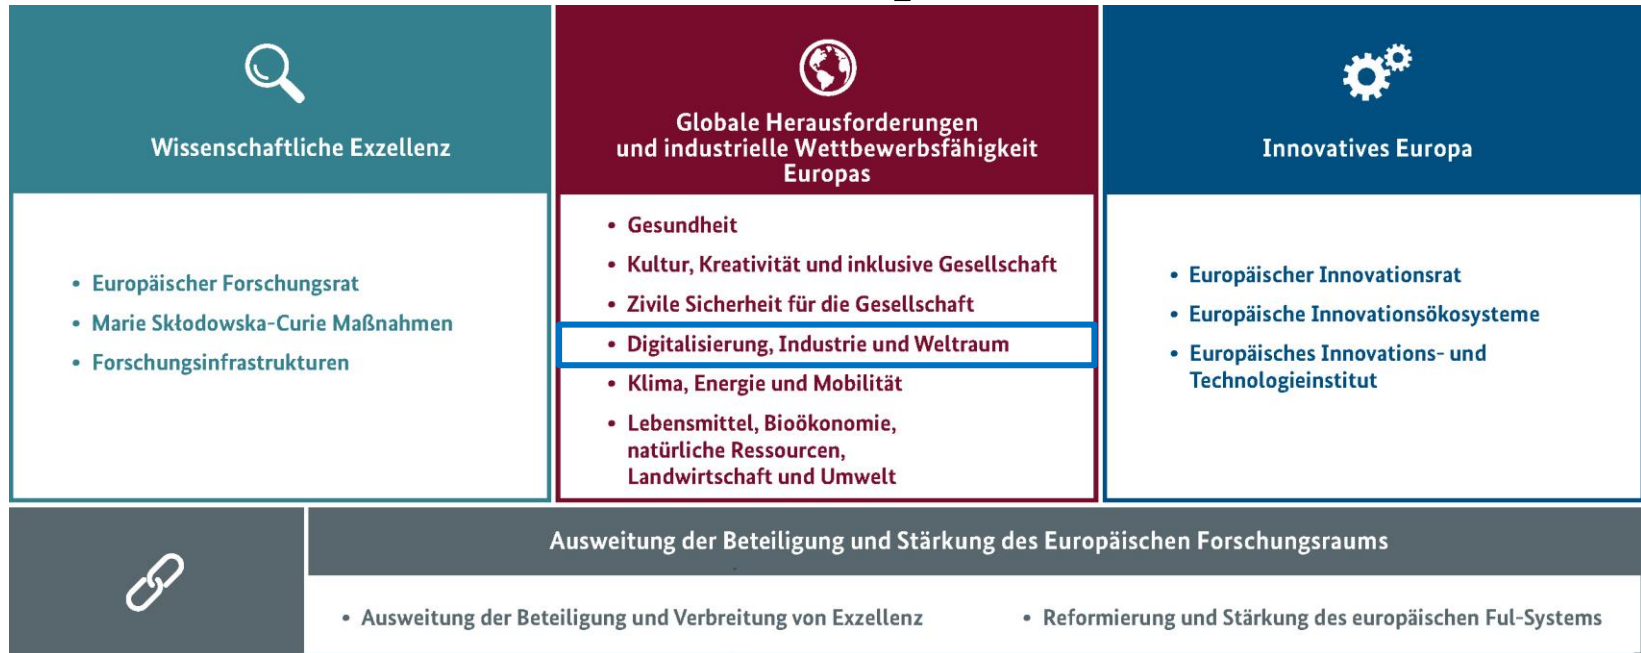 Wissenschaftliche Exzellenz
• Europäischer Forschungsrat
• Marie Skłodowska-Curie Maßnahmen
• Forschungsinfrastrukturen
Globale Herausforderungen
und industrielle Wettbewerbsfähigkeit
Europas
• Gesundheit
• Kultur, Kreativität und inklusive Gesellschaft
• Zivile Sicherheit für die Gesellschaft
• Digitalisierung, Industrie und Weltraum
• Klima, Energie und Mobilität
• Lebensmittel, Bioökonomie,
natürliche Ressourcen,
Landwirtschaft und Umwelt
Innovatives Europa
• Europäischer Innovationsrat
• Europäische Innovationsökosysteme
• Europäisches Innovations- und
Technologieinstitut
Ausweitung der Beteiligung und Stärkung des Europäischen Forschungsraums
• Ausweitung der Beteiligung und Verbreitung von Exzellenz
• Reformierung und Stärkung des europäischen FuI-Systems